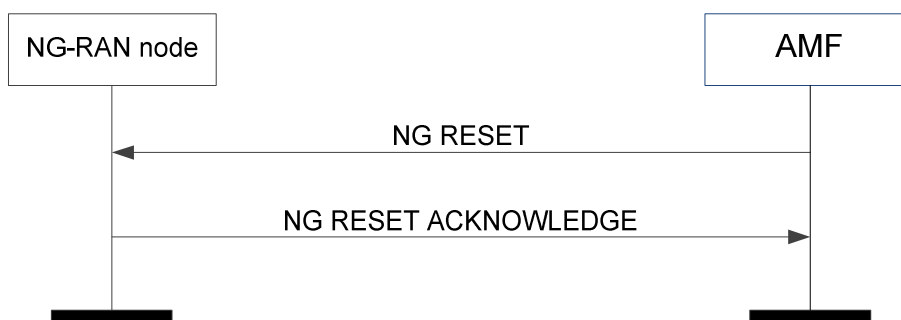 NG-RAN node
AMF
NG RESET
NG RESET ACKNOWLEDGE